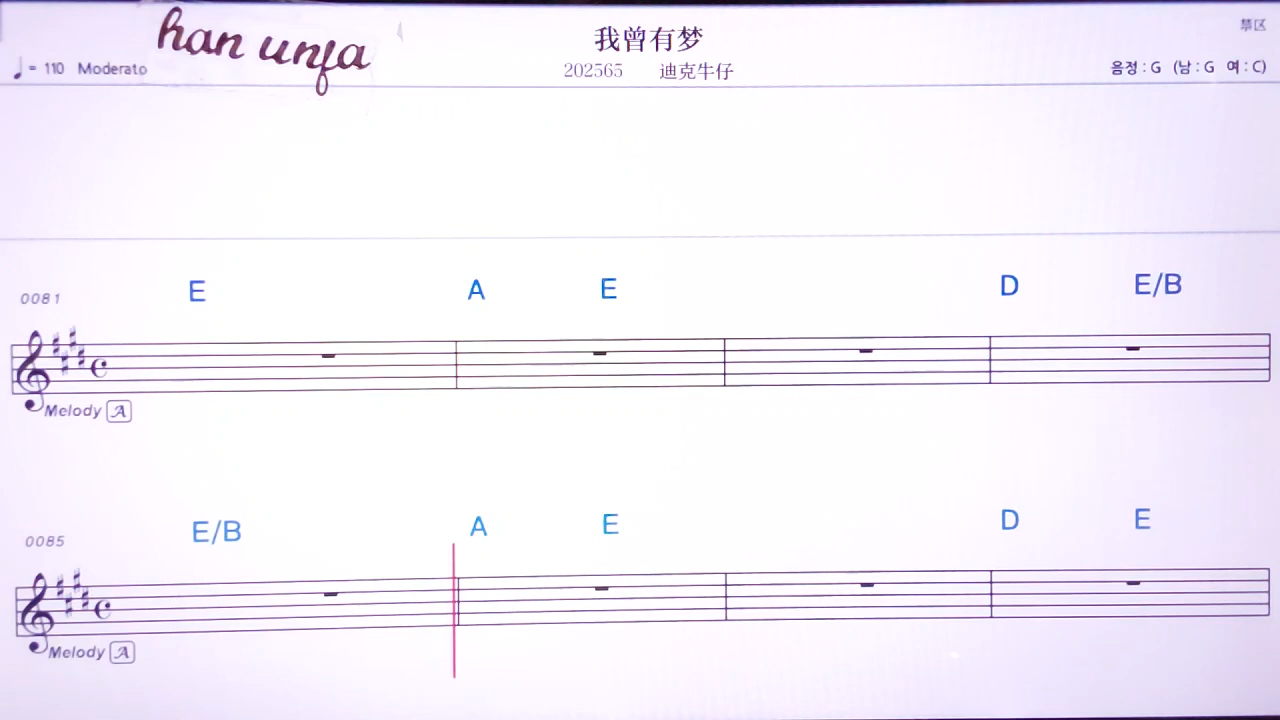 han unfa
我曾有梦
禁区
♩= 110 Moderato
202565 迪克牛仔
음정 : G (남 : G 여 : C)
E A E D E/B
0081
Melody A
E/B A E D E
0085
Melody A